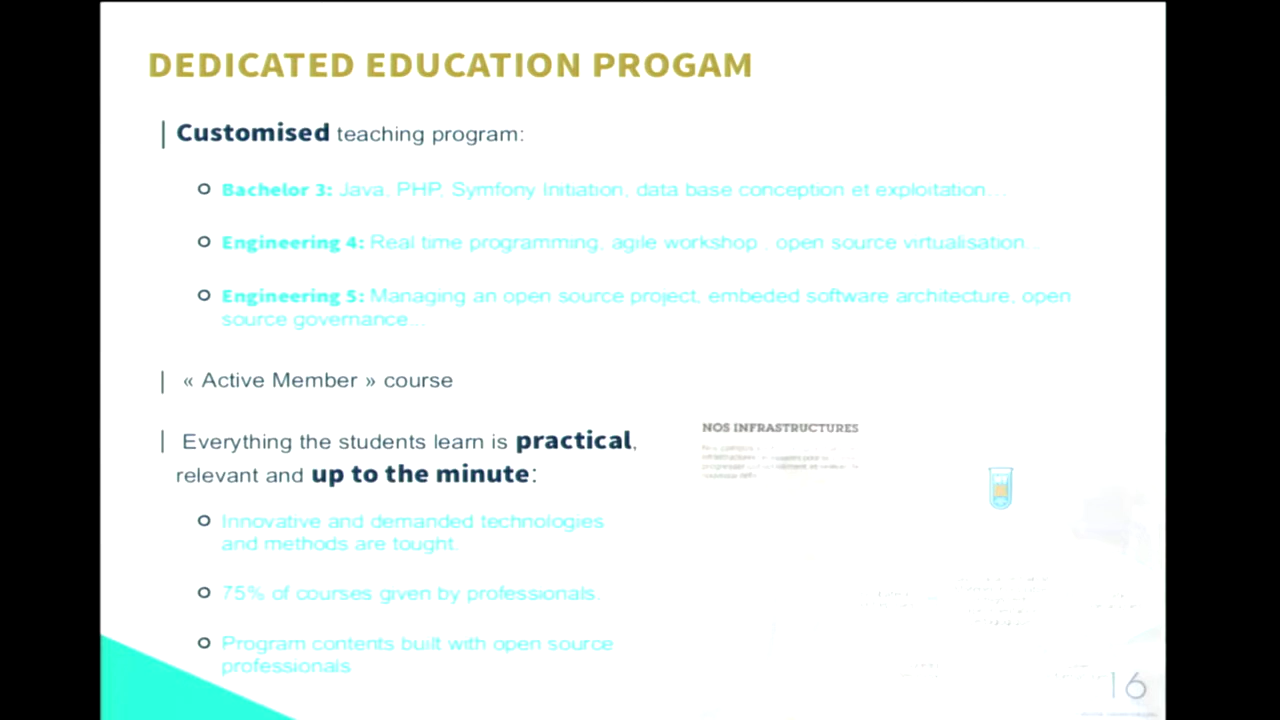 DEDICATED EDUCATION PROGAM
Customised teaching program:
Bachelor 3: Java, PHP, Symfony Initiation, data base conception et exploitation...
Engineering 4: Real time programming, agile workshop , open source virtualisation...
Engineering 5: Managing an open source project, embeded software architecture, open
source governance...
« Active Member » course
Everything the students learn is practical,
relevant and up to the minute:
NOS INFRASTRUCTURES
Innovative and demanded technologies
and methods are tought.
75% of courses given by professionals.
Program contents built with open source
professionals
16